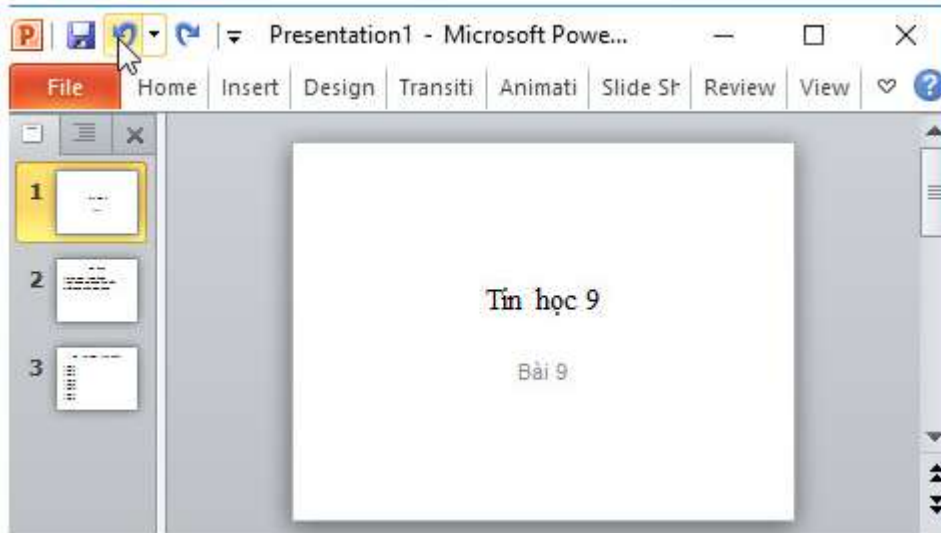 Presentation1 - Microsoft Powe...
File Home Insert Design Transiti Animati Slide Sh Review View
1
2
3
Tin học 9
Bài 9